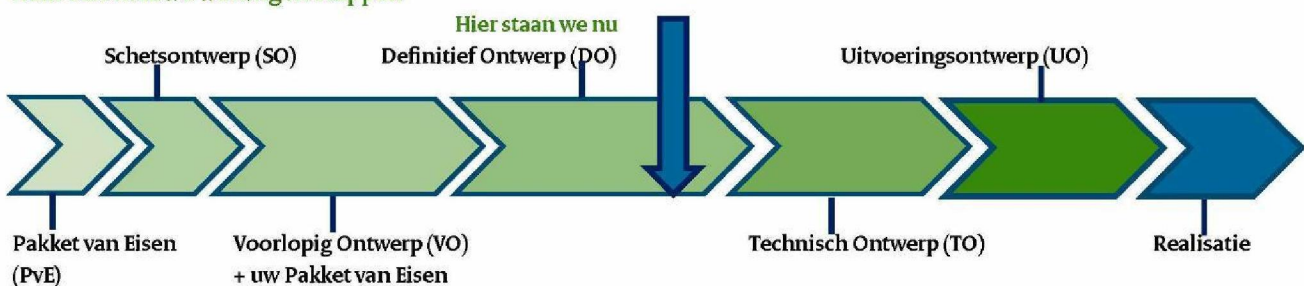 Hier staan we nu
Schetsontwerp (SO)
Definitief Ontwerp (DO)
Uitvoeringsontwerp (UO)
Pakket van Eisen
(PvE)
Voorlopig Ontwerp (VO)
+ uw Pakket van Eisen
Technisch Ontwerp (TO)
Realisatie